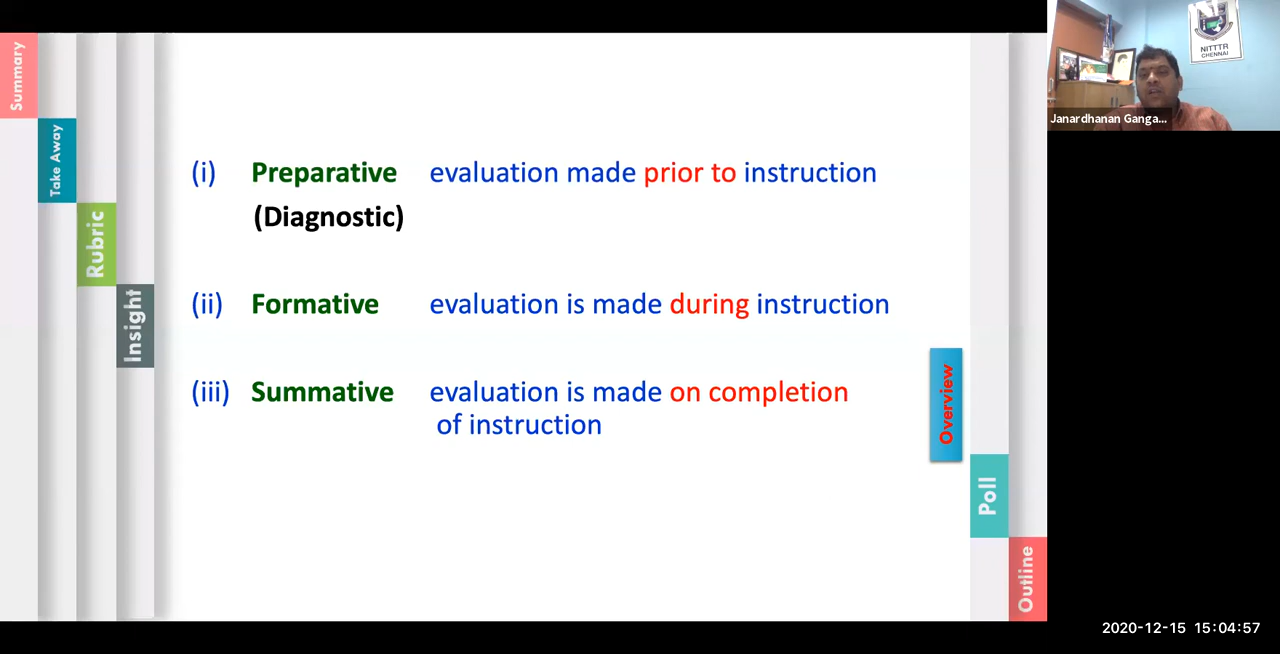 Summary
Take Away
Rubric
Insight
(i) Preparative evaluation made prior to instruction
(Diagnostic)
(ii) Formative evaluation is made during instruction
(iii) Summative evaluation is made on completion
of instruction
Overview
Poll
Outline
NITTTR
CHENNAI
Janardhanan Ganga...
2020-12-15 15:04:57